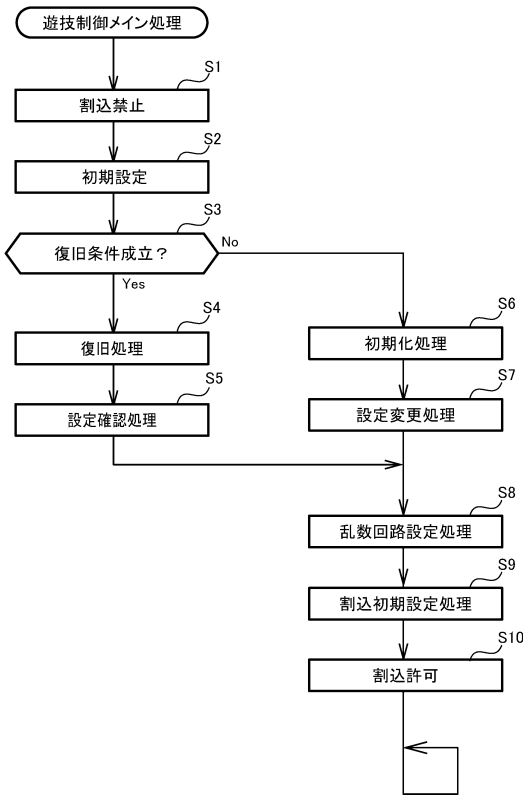 遊技制御メイン処理
S1
割込禁止
S2
初期設定
S3
復旧条件成立？
No
Yes
S4
復旧処理
S5
設定確認処理
S6
初期化処理
S7
設定変更処理
S8
乱数回路設定処理
S9
割込初期設定処理
S10
割込許可